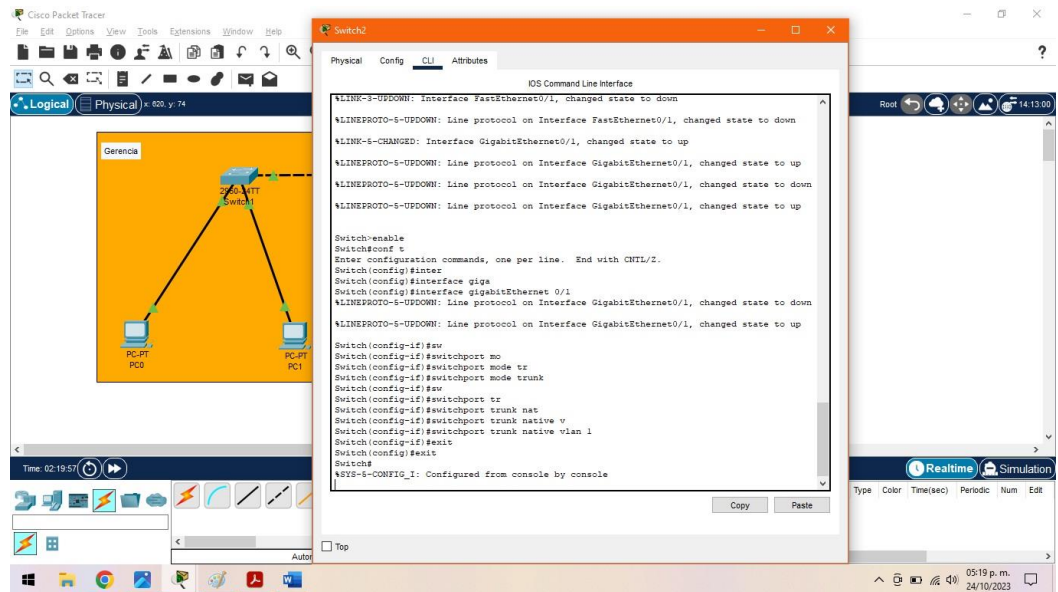 Cisco Packet Tracer
File Edit Options View Tools Extensions Window Help
Logical Physical x: 820, y: 74
Root 14:13:00
Gerencia
2960-24TT
Switch1
PC-PT
PC0
PC-PT
PC1
Switch2
Physical Config CLI Attributes
IOS Command Line Interface
%LINK-3-UPDOWN: Interface FastEthernet0/1, changed state to down
%LINEPROTO-5-UPDOWN: Line protocol on Interface FastEthernet0/1, changed state to down
%LINK-5-CHANGED: Interface GigabitEthernet0/1, changed state to up
%LINEPROTO-5-UPDOWN: Line protocol on Interface GigabitEthernet0/1, changed state to up
%LINEPROTO-5-UPDOWN: Line protocol on Interface GigabitEthernet0/1, changed state to down
%LINEPROTO-5-UPDOWN: Line protocol on Interface GigabitEthernet0/1, changed state to up
Switch>enable
Switch#conf t
Enter configuration commands, one per line. End with CNTL/Z.
Switch(config)#inter
Switch(config)#interface giga
Switch(config)#interface gigabitEthernet 0/1
%LINEPROTO-5-UPDOWN: Line protocol on Interface GigabitEthernet0/1, changed state to down
%LINEPROTO-5-UPDOWN: Line protocol on Interface GigabitEthernet0/1, changed state to up
Switch(config-if)#sw
Switch(config-if)#switchport mo
Switch(config-if)#switchport mode tr
Switch(config-if)#switchport mode trunk
Switch(config-if)#sw
Switch(config-if)#switchport tr
Switch(config-if)#switchport trunk nat
Switch(config-if)#switchport trunk native v
Switch(config-if)#switchport trunk native vlan 1
Switch(config-if)#exit
Switch(config)#exit
Switch#
%SYS-5-CONFIG_I: Configured from console by console
Copy Paste
Top
Time: 02:19:57
Realtime Simulation
Type Color Time(sec) Periodic Num Edit
Autor
05:19 p. m.
24/10/2023